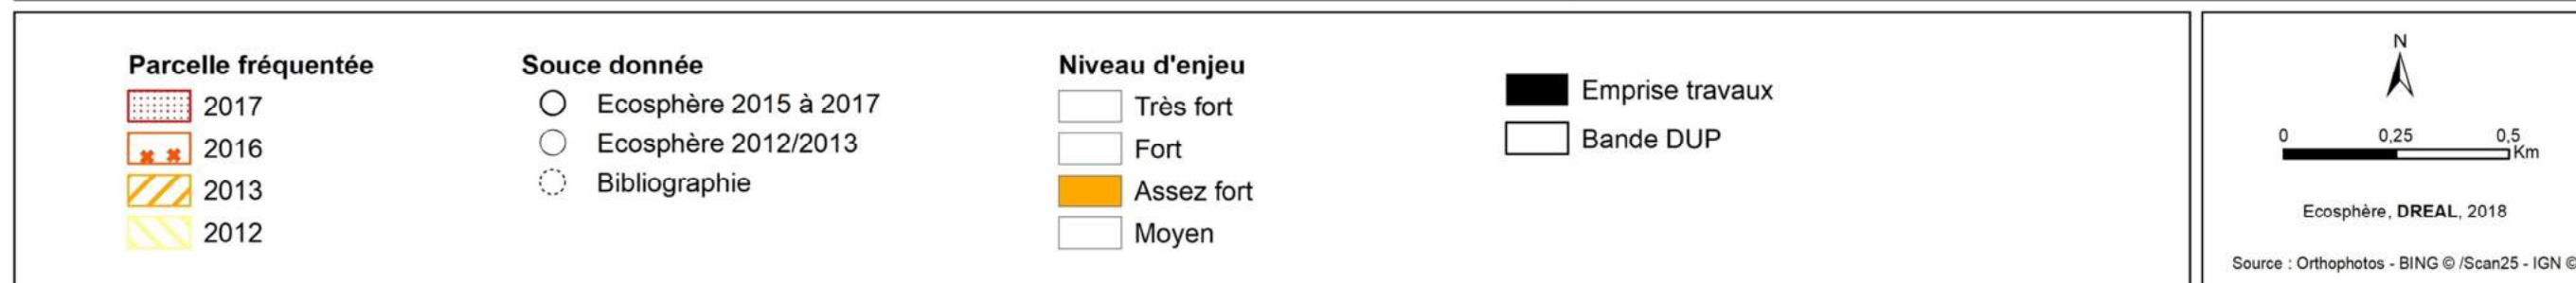 Parcelle fréquentée
2017
2016
2013
2012
Souce donnée
Ecosphère 2015 à 2017
Ecosphère 2012/2013
Bibliographie
Niveau d'enjeu
Très fort
Fort
Assez fort
Moyen
Emprise travaux
Bande DUP
N
0 0,25 0,5
Km
Ecosphère, DREAL, 2018
Source : Orthophotos - BING © /Scan25 - IGN ©